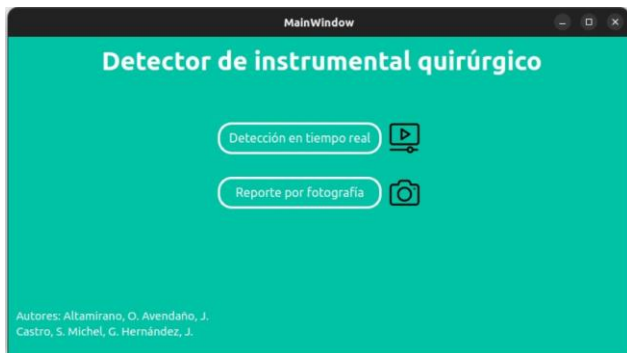 MainWindow
Detector de instrumental quirúrgico
Detección en tiempo real
Reporte por fotografía
Autores: Altamirano, O. Avendaño, J.
Castro, S. Michel, G. Hernández, J.